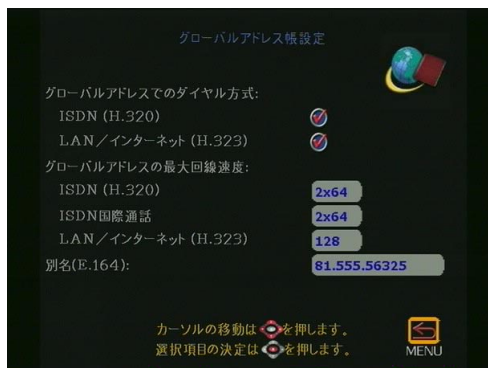 グローバルアドレス帳設定
グローバルアドレスでのダイヤル方式:
ISDN (H.320)
LAN／インターネット (H.323)
グローバルアドレスの最大回線速度:
ISDN (H.320) 2x64
ISDN国際通話 2x64
LAN／インターネット (H.323) 128
別名(E.164): 81.555.56325
カーソルの移動は を押します。
選択項目の決定は を押します。
MENU